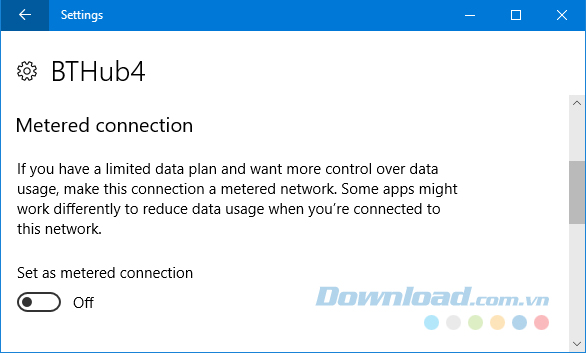 Settings
BTHub4
Metered connection
If you have a limited data plan and want more control over data
usage, make this connection a metered network. Some apps might
work differently to reduce data usage when you're connected to
this network.
Set as metered connection
Off
Download.com.vn